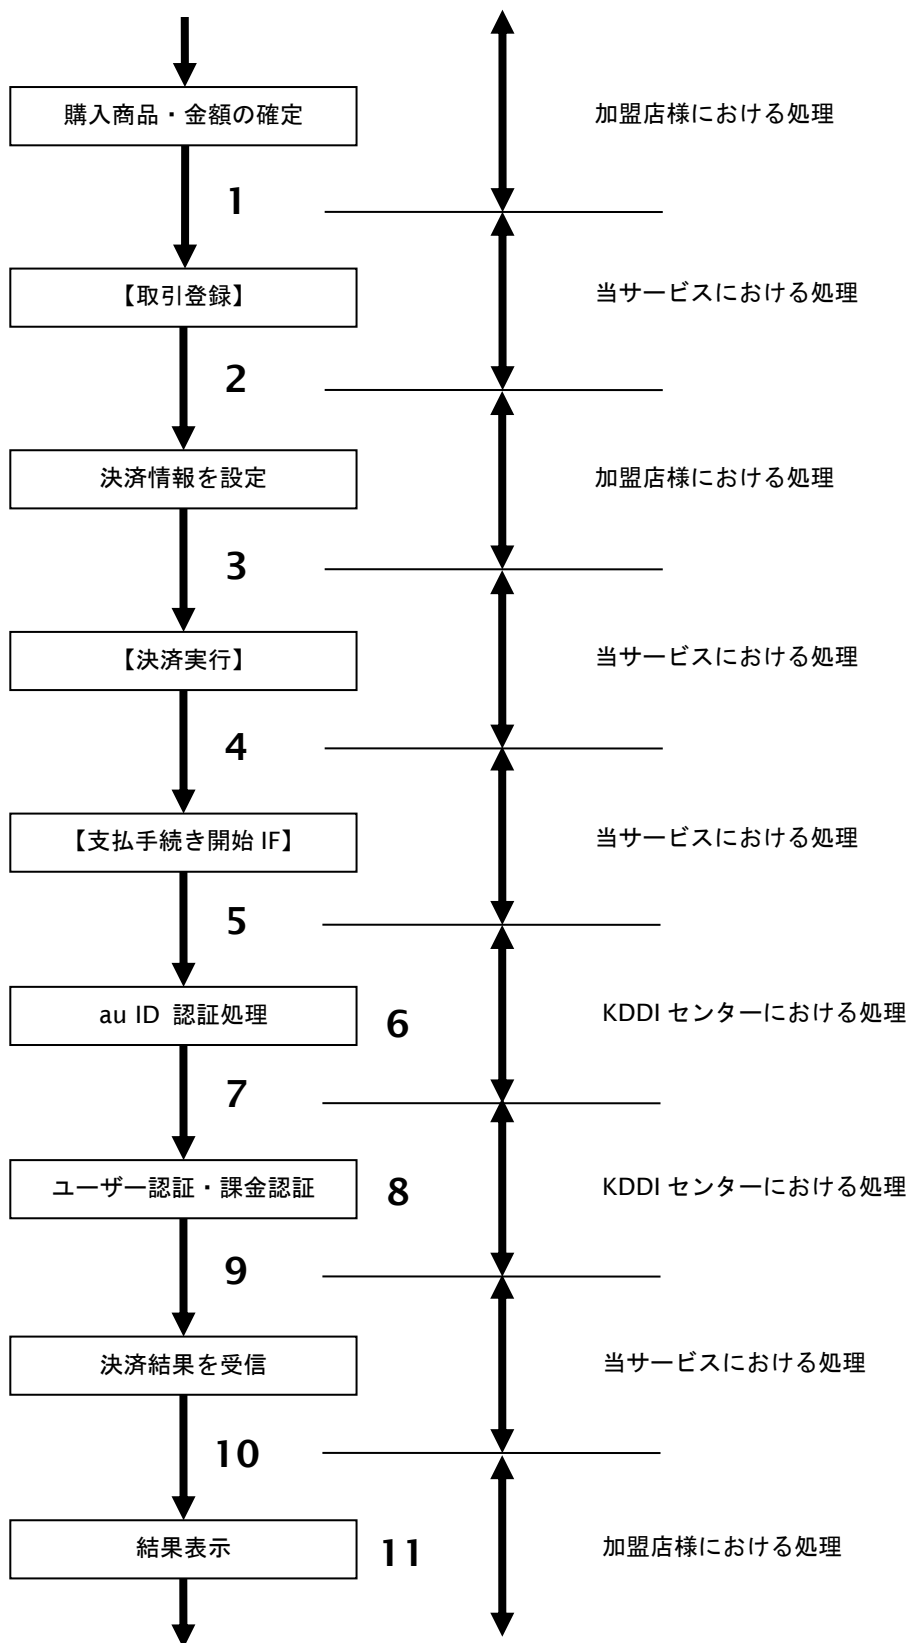 購入商品・金額の確定
加盟店様における処理
1
【取引登録】
当サービスにおける処理
2
決済情報を設定
加盟店様における処理
3
【決済実行】
当サービスにおける処理
4
【支払手続き開始 IF】
当サービスにおける処理
5
au ID 認証処理
6
KDDI センターにおける処理
7
ユーザー認証・課金認証
8
KDDI センターにおける処理
9
決済結果を受信
当サービスにおける処理
10
結果表示
11
加盟店様における処理